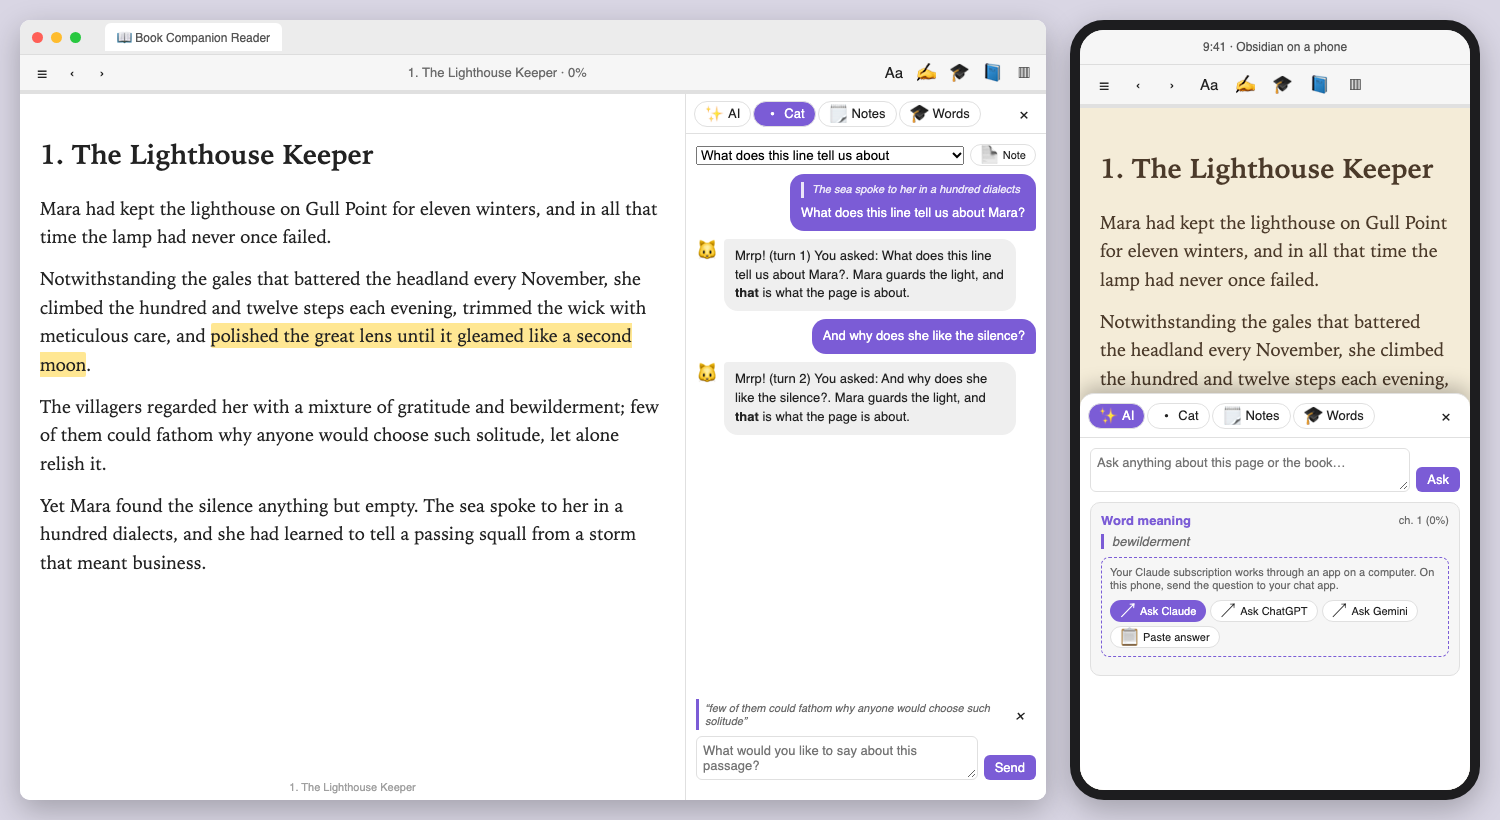 📖 Book Companion Reader
1. The Lighthouse Keeper · 0%
Aa
1. The Lighthouse Keeper
Mara had kept the lighthouse on Gull Point for eleven winters, and in all that
time the lamp had never once failed.
Notwithstanding the gales that battered the headland every November, she
climbed the hundred and twelve steps each evening, trimmed the wick with
meticulous care, and polished the great lens until it gleamed like a second
moon.
The villagers regarded her with a mixture of gratitude and bewilderment; few
of them could fathom why anyone would choose such solitude, let alone
relish it.
Yet Mara found the silence anything but empty. The sea spoke to her in a
hundred dialects, and she had learned to tell a passing squall from a storm
that meant business.
1. The Lighthouse Keeper
✨ AI • Cat Notes 🎓 Words ×
What does this line tell us about
Note
The sea spoke to her in a hundred dialects
What does this line tell us about Mara?
Mrrp! (turn 1) You asked: What does this line
tell us about Mara?. Mara guards the light, and
that is what the page is about.
And why does she like the silence?
Mrrp! (turn 2) You asked: And why does she
like the silence?. Mara guards the light, and
that is what the page is about.
“few of them could fathom why anyone would choose such
solitude”
×
What would you like to say about this
passage?
Send
9:41 · Obsidian on a phone
Aa
1. The Lighthouse Keeper
Mara had kept the lighthouse on Gull Point
for eleven winters, and in all that time the
lamp had never once failed.
Notwithstanding the gales that battered
the headland every November, she climbed
the hundred and twelve steps each evening,
✨ AI • Cat Notes 🎓 Words ×
Ask anything about this page or the book…
Ask
Word meaning
ch. 1 (0%)
bewilderment
Your Claude subscription works through an app on a computer. On
this phone, send the question to your chat app.
Ask Claude Ask ChatGPT Ask Gemini
Paste answer